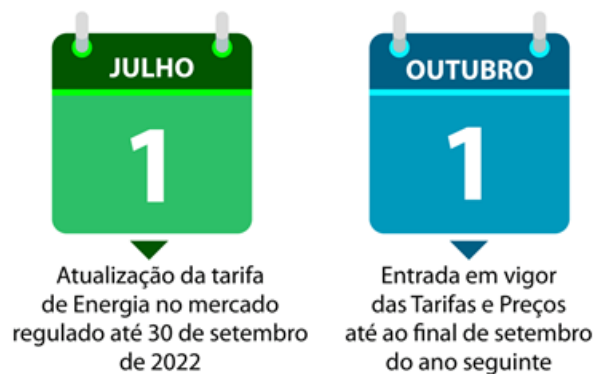 JULHO
1
Atualização da tarifa
de Energia no mercado
regulado até 30 de setembro
de 2022
OUTUBRO
1
Entrada em vigor
das Tarifas e Preços
até ao final de setembro
do ano seguinte